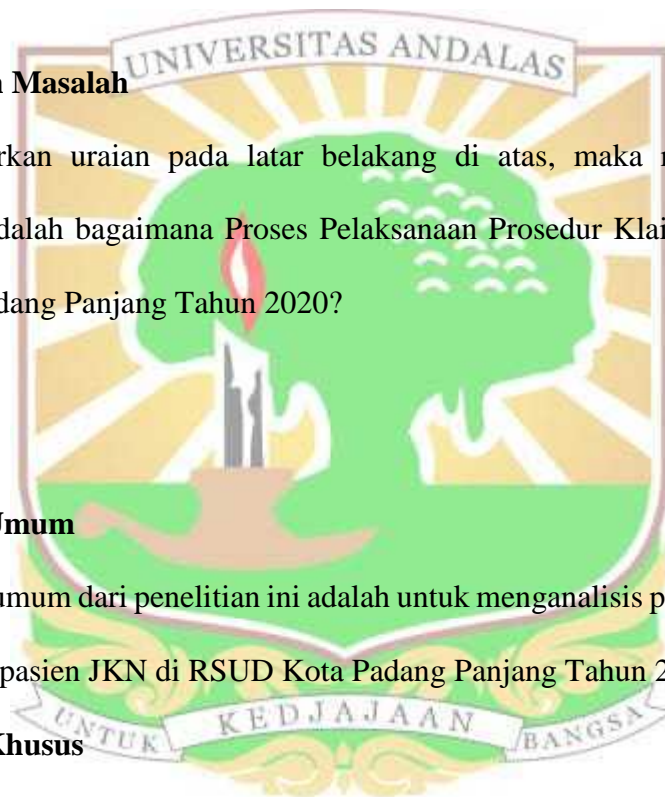 UNIVERSITAS ANDALAS
Masalah
rkan uraian pada latar belakang di atas, maka
dalah bagaimana Proses Pelaksanaan Prosedur Klai
dang Panjang Tahun 2020?
Umum
umum dari penelitian ini adalah untuk menganalisis p
pasien JKN di RSUD Kota Padang Panjang Tahun 2
UNTUK KEDJAJAAN BANGSA
Khusus